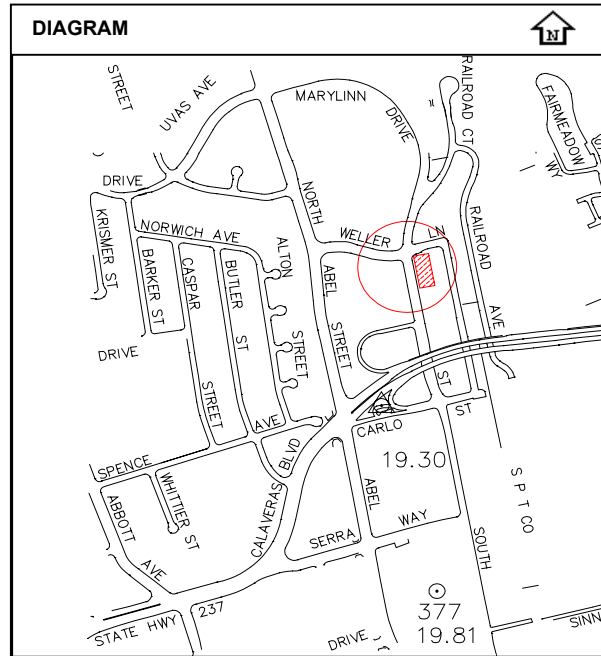 DIAGRAM
N
STREET
UVAS AVE
MARYLINN
DRIVE
RAILROAD CT
FAIRMEADOW
WY
DRIVE
KRISMER ST
NORWICH AVE
BARKER ST
CASPAR
STREET
BUTLER ST
ALTON
STREET
NORTH
ABEL
STREET
WELLER
LN
RAILROAD
AVE
DRIVE
ST
ST
CARLO
19.30
AVE
BLVD
SPENCE
WHITTIER ST
ABBOTT
AVE
CALAVERAS
ABEL
WAY
SERRA
SOUTH
S P T CO
377
19.81
237
STATE HWY
DRIVE
SINN